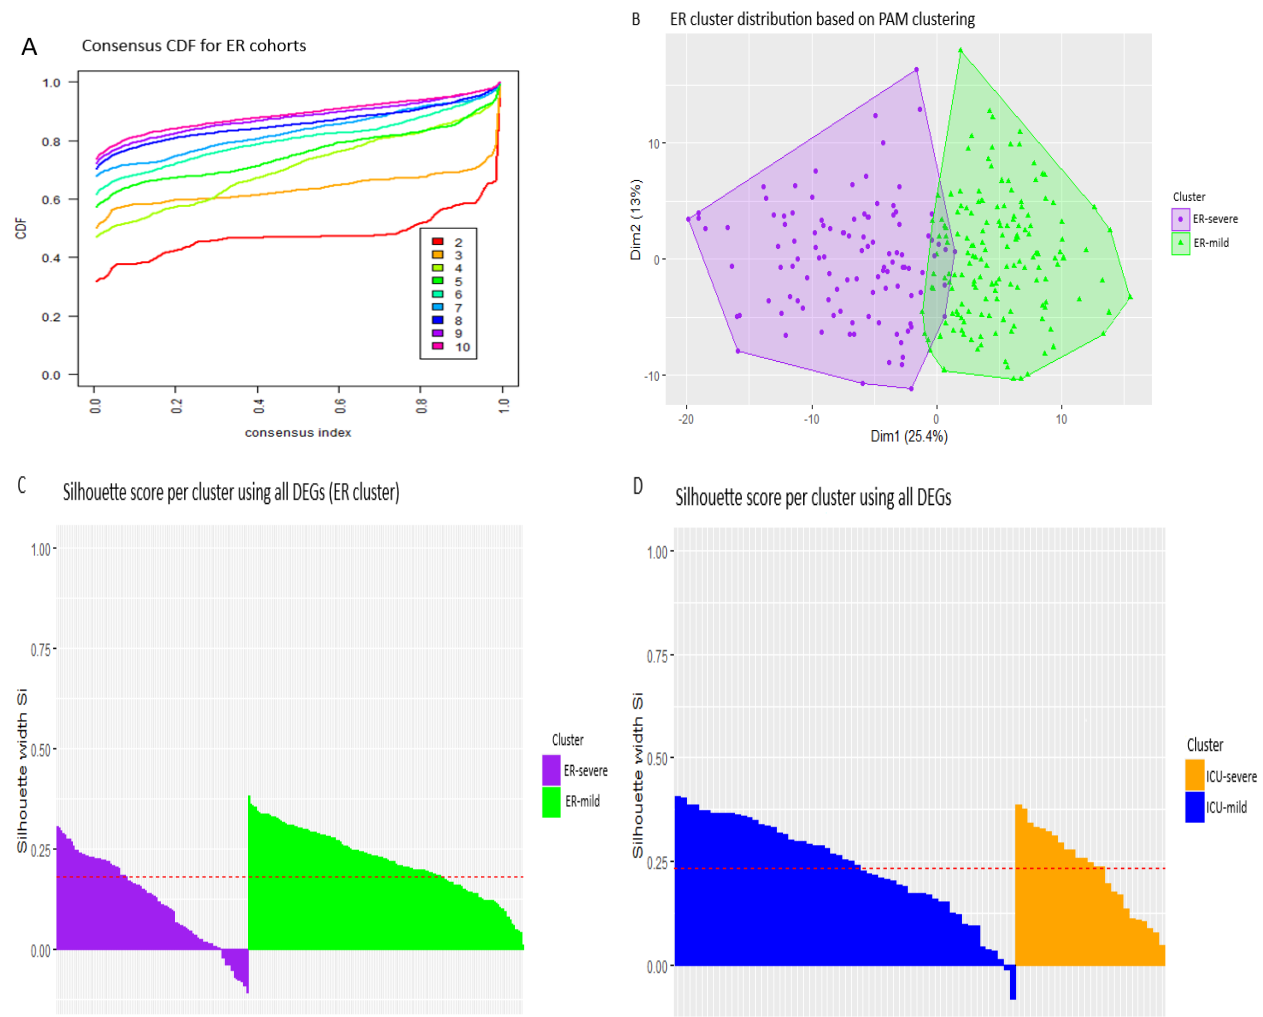 A
Consensus CDF for ER cohorts
CDF
1.0
0.8
0.6
0.4
0.2
0.0
0.0
0.2
0.4
0.6
0.8
1.0
consensus index
2
3
4
5
6
7
8
9
10
B
ER cluster distribution based on PAM clustering
Dim2 (13%)
10
0
-10
-20
-10
0
10
Dim1 (25.4%)
Cluster
ER-severe
ER-mild
C
Silhouette score per cluster using all DEGs (ER cluster)
Silhouette width Si
1.00
0.75
0.50
0.25
0.00
Cluster
ER-severe
ER-mild
D
Silhouette score per cluster using all DEGs
Silhouette width Si
1.00
0.75
0.50
0.25
0.00
Cluster
ICU-severe
ICU-mild